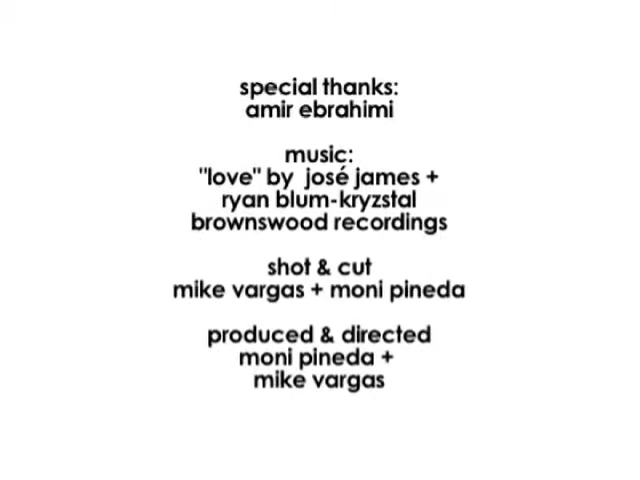 special thanks:
amir ebrahimi
music:
"love" by  josé james +
ryan blum-kryzstal
brownswood recordings
shot & cut
mike vargas + moni pineda
produced & directed
moni pineda +
mike vargas